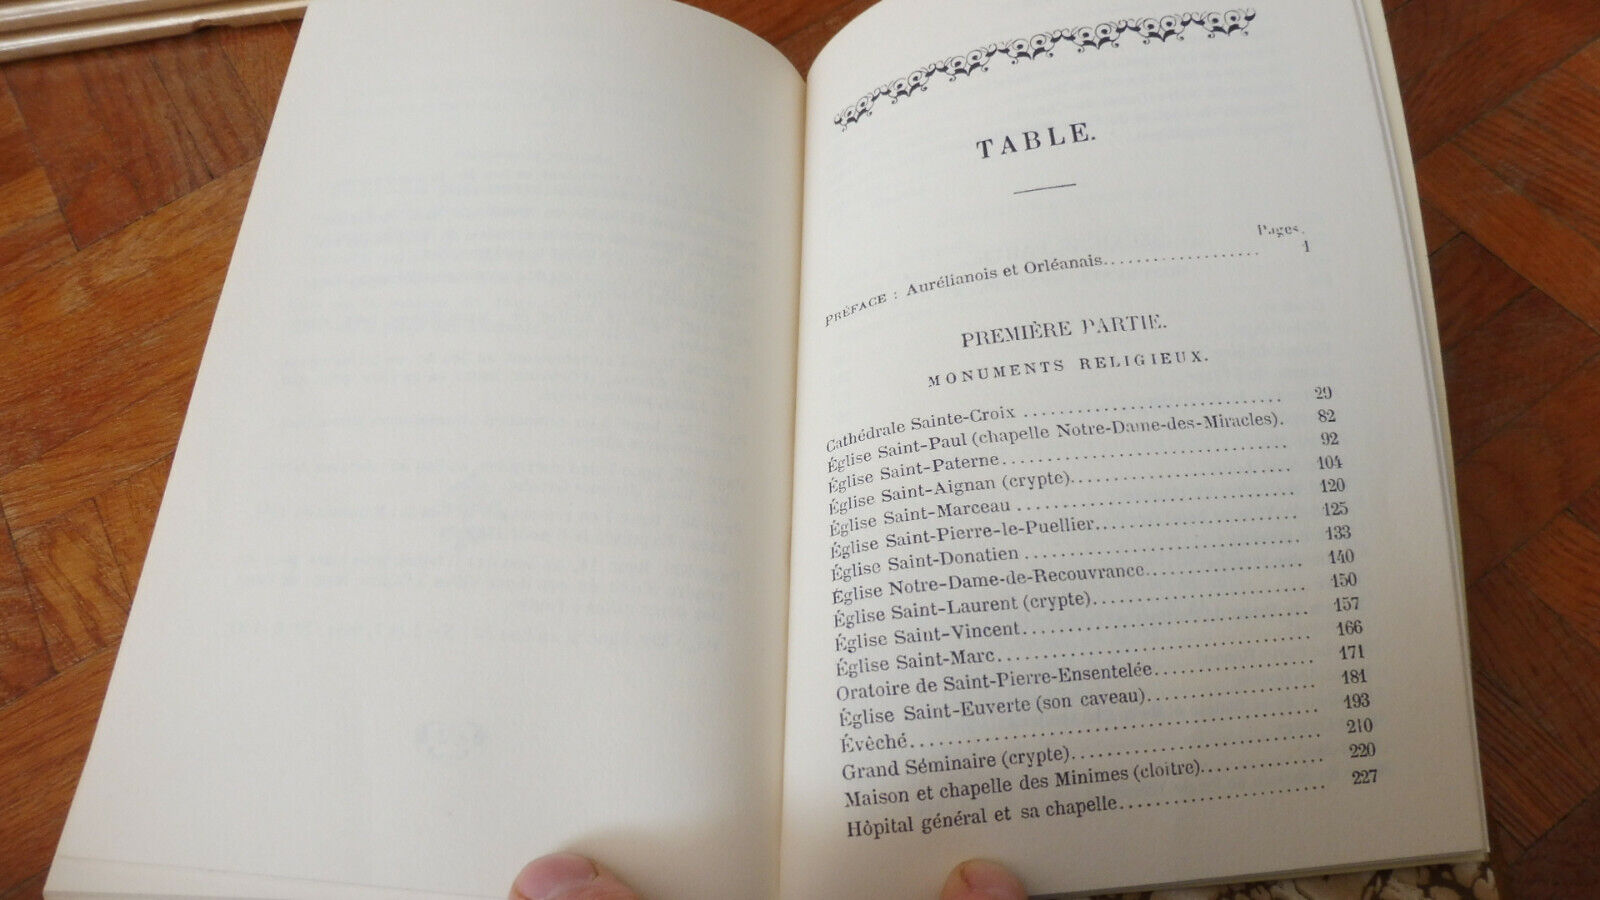 TABLE.
Pages.
PRÉFACE : Aurélianois et Orléanais.................... 1
PREMIÈRE PARTIE.
MONUMENTS RELIGIEUX.
Cathédrale Sainte-Croix .............................. 29
Église Saint-Paul (chapelle Notre-Dame-des-Miracles). 82
Église Saint-Paterne.................................. 92
Église Saint-Aignan (crypte).......................... 104
Église Saint-Marceau ................................. 120
Église Saint-Pierre-le-Puellier....................... 125
Église Saint-Donatien ................................ 133
Église Notre-Dame-de-Recouvrance...................... 140
Église Saint-Laurent (crypte)......................... 150
Église Saint-Vincent.................................. 157
Église Saint-Marc..................................... 166
Oratoire de Saint-Pierre-Ensentelée................... 171
Église Saint-Euverte (son caveau)..................... 181
Évêché................................................ 193
Grand Séminaire (crypte).............................. 210
Maison et chapelle des Minimes (cloitre).............. 220
Hôpital général et sa chapelle........................ 227